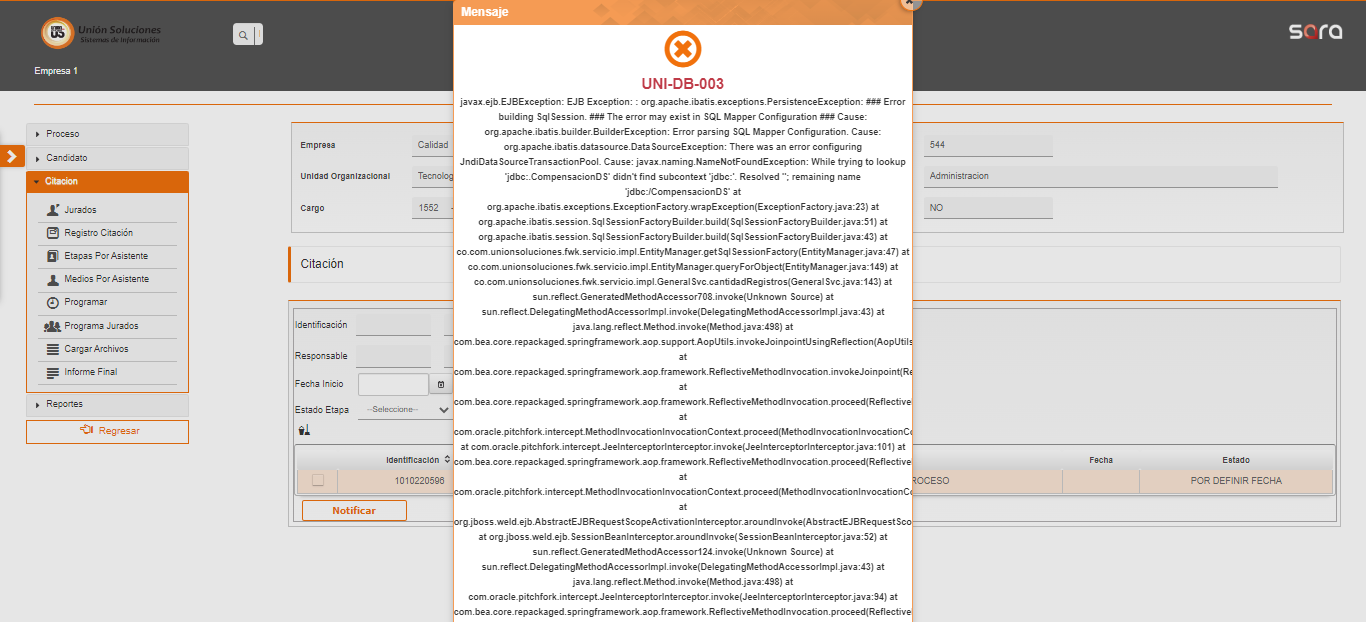 Unión Soluciones
Sistemas de Información
Empresa 1
sara
Proceso
Candidato
Citacion
Jurados
Registro Citación
Etapas Por Asistente
Medios Por Asistente
Programar
Programa Jurados
Cargar Archivos
Informe Final
Reportes
Regresar
Empresa
Calidad
544
Unidad Organizacional
Tecnolog
Administracion
Cargo
1552 -
NO
Citación
Identificación
Responsable
Fecha Inicio
Estado Etapa
--Seleccione--
Identificación
Fecha
Estado
1010220596
ROCESO
POR DEFINIR FECHA
Notificar
Mensaje
UNI-DB-003
javax.ejb.EJBException: EJB Exception: : org.apache.ibatis.exceptions.PersistenceException: ### Error
building SqlSession. ### The error may exist in SQL Mapper Configuration ### Cause:
org.apache.ibatis.builder.BuilderException: Error parsing SQL Mapper Configuration. Cause:
org.apache.ibatis.datasource.DataSourceException: There was an error configuring
JndiDataSourceTransactionPool. Cause: javax.naming.NameNotFoundException: While trying to lookup
'jdbc:.CompensacionDS' didn't find subcontext 'jdbc:'. Resolved ''; remaining name
'jdbc:/CompensacionDS' at
org.apache.ibatis.exceptions.ExceptionFactory.wrapException(ExceptionFactory.java:23) at
org.apache.ibatis.session.SqlSessionFactoryBuilder.build(SqlSessionFactoryBuilder.java:51) at
org.apache.ibatis.session.SqlSessionFactoryBuilder.build(SqlSessionFactoryBuilder.java:43) at
co.com.unionsoluciones.fwk.servicio.impl.EntityManager.getSqlSessionFactory(EntityManager.java:47) at
co.com.unionsoluciones.fwk.servicio.impl.EntityManager.queryForObject(EntityManager.java:149) at
co.com.unionsoluciones.fwk.servicio.impl.GeneralSvc.cantidadRegistros(GeneralSvc.java:143) at
sun.reflect.GeneratedMethodAccessor708.invoke(Unknown Source) at
sun.reflect.DelegatingMethodAccessorImpl.invoke(DelegatingMethodAccessorImpl.java:43) at
java.lang.reflect.Method.invoke(Method.java:498) at
com.bea.core.repackaged.springframework.aop.support.AopUtils.invokeJoinpointUsingReflection(AopUtils
at
com.bea.core.repackaged.springframework.aop.framework.ReflectiveMethodInvocation.invokeJoinpoint(Re
at
com.bea.core.repackaged.springframework.aop.framework.ReflectiveMethodInvocation.proceed(Reflective
at
com.oracle.pitchfork.intercept.MethodInvocationInvocationContext.proceed(MethodInvocationInvocationCo
at com.oracle.pitchfork.intercept.JeeInterceptorInterceptor.invoke(JeeInterceptorInterceptor.java:101) at
com.bea.core.repackaged.springframework.aop.framework.ReflectiveMethodInvocation.proceed(Reflective
at
com.oracle.pitchfork.intercept.MethodInvocationInvocationContext.proceed(MethodInvocationInvocationCo
at
org.jboss.weld.ejb.AbstractEJBRequestScopeActivationInterceptor.aroundInvoke(AbstractEJBRequestSco
at org.jboss.weld.ejb.SessionBeanInterceptor.aroundInvoke(SessionBeanInterceptor.java:52) at
sun.reflect.GeneratedMethodAccessor124.invoke(Unknown Source) at
sun.reflect.DelegatingMethodAccessorImpl.invoke(DelegatingMethodAccessorImpl.java:43) at
java.lang.reflect.Method.invoke(Method.java:498) at
com.oracle.pitchfork.intercept.JeeInterceptorInterceptor.invoke(JeeInterceptorInterceptor.java:94) at
com.bea.core.repackaged.springframework.aop.framework.ReflectiveMethodInvocation.proceed(Reflective